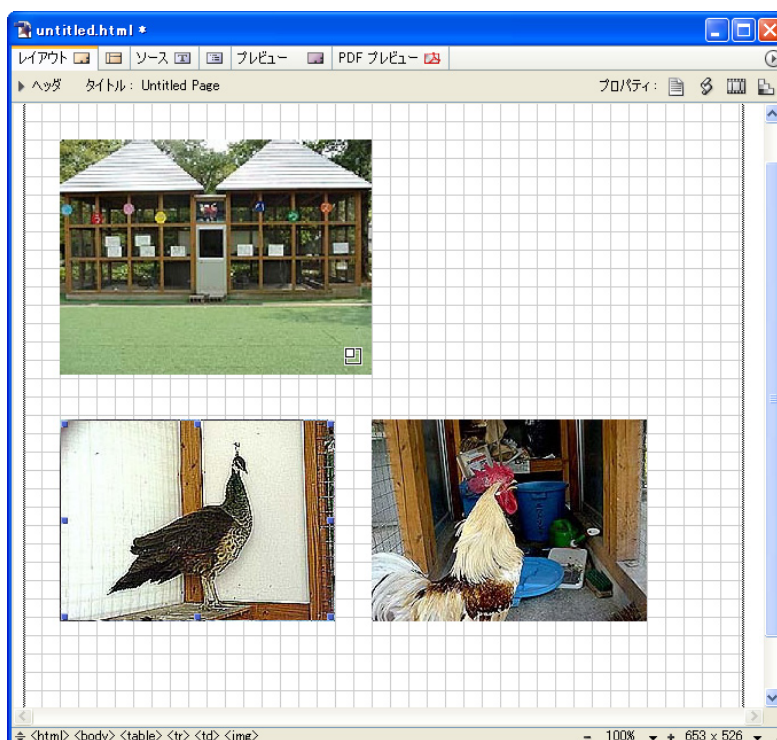 untitled.html *
レイアウト ソース プレビュー PDF プレビュー
ヘッダ タイトル : Untitled Page プロパティ :
<html> <body> <table> <tr> <td> <img>
- 100% + 653 x 526